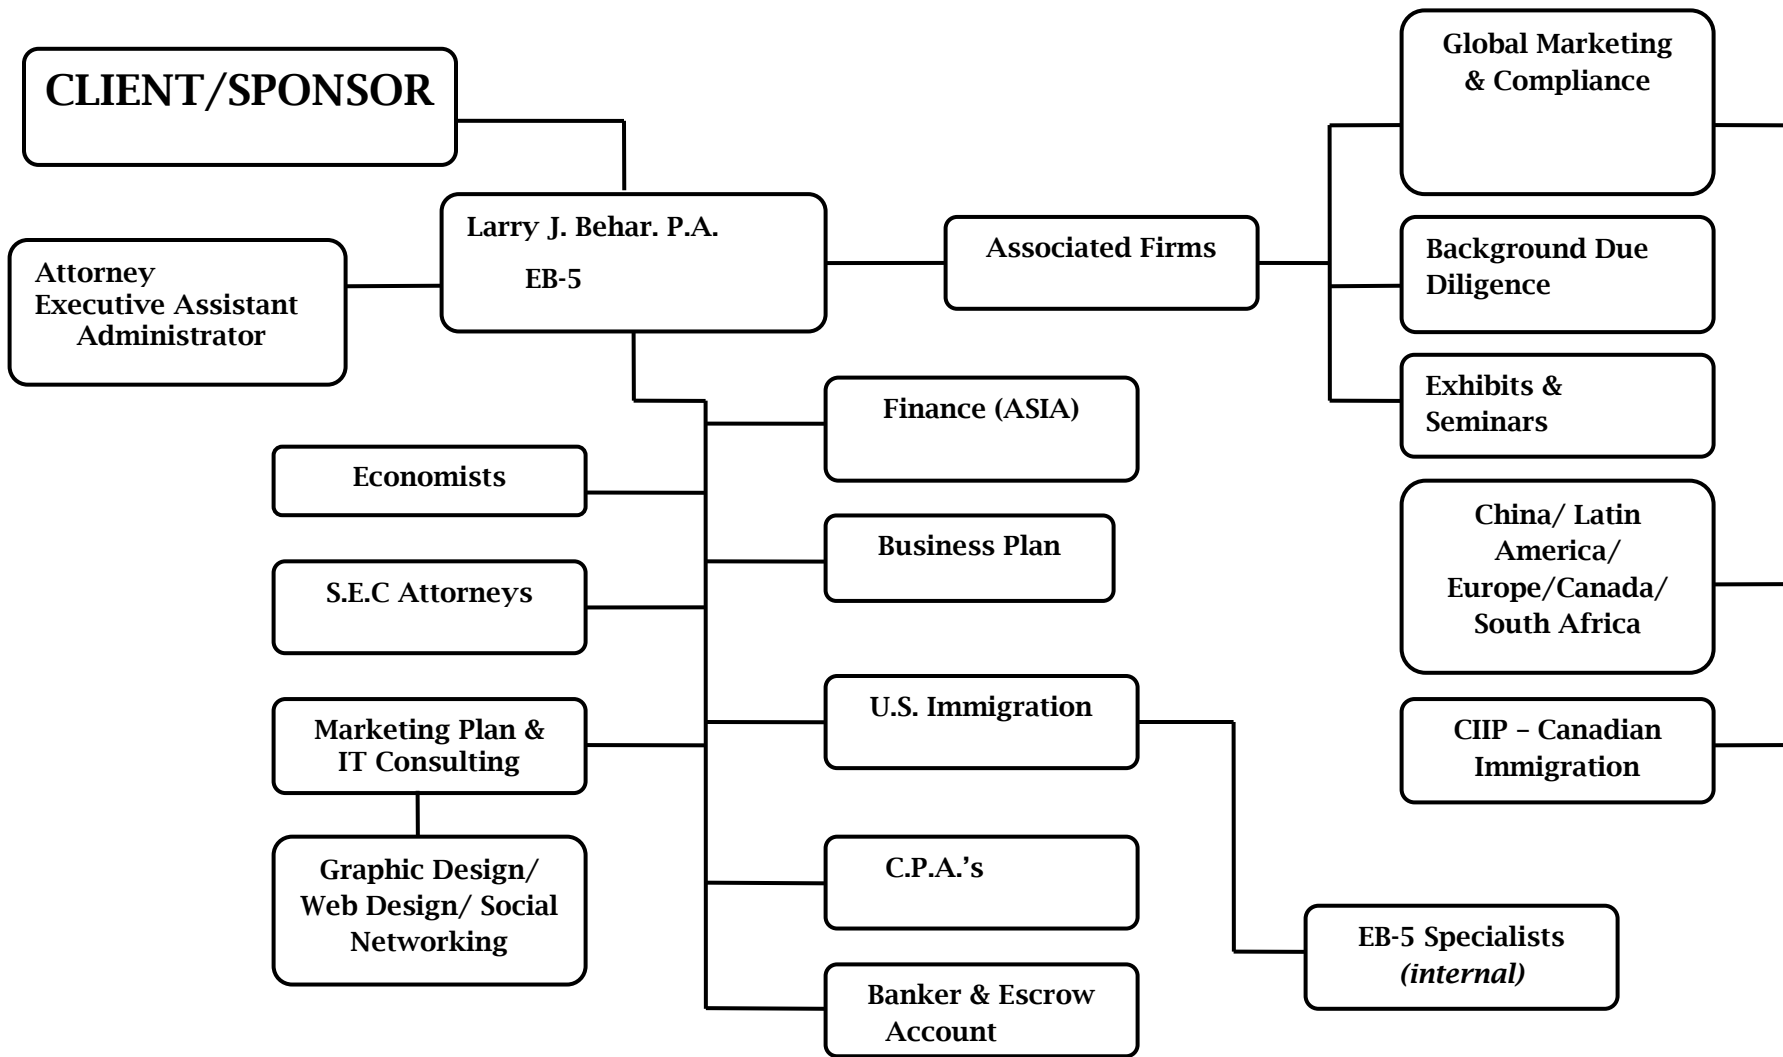 CLIENT/SPONSOR
Larry J. Behar. P.A.
EB-5
Attorney
Executive Assistant
Administrator
Associated Firms
Global Marketing
& Compliance
Background Due
Diligence
Exhibits &
Seminars
China/ Latin
America/
Europe/Canada/
South Africa
CIIP – Canadian
Immigration
Finance (ASIA)
Economists
Business Plan
S.E.C Attorneys
U.S. Immigration
Marketing Plan &
IT Consulting
Graphic Design/
Web Design/ Social
Networking
C.P.A.’s
EB-5 Specialists
(internal)
Banker & Escrow
Account